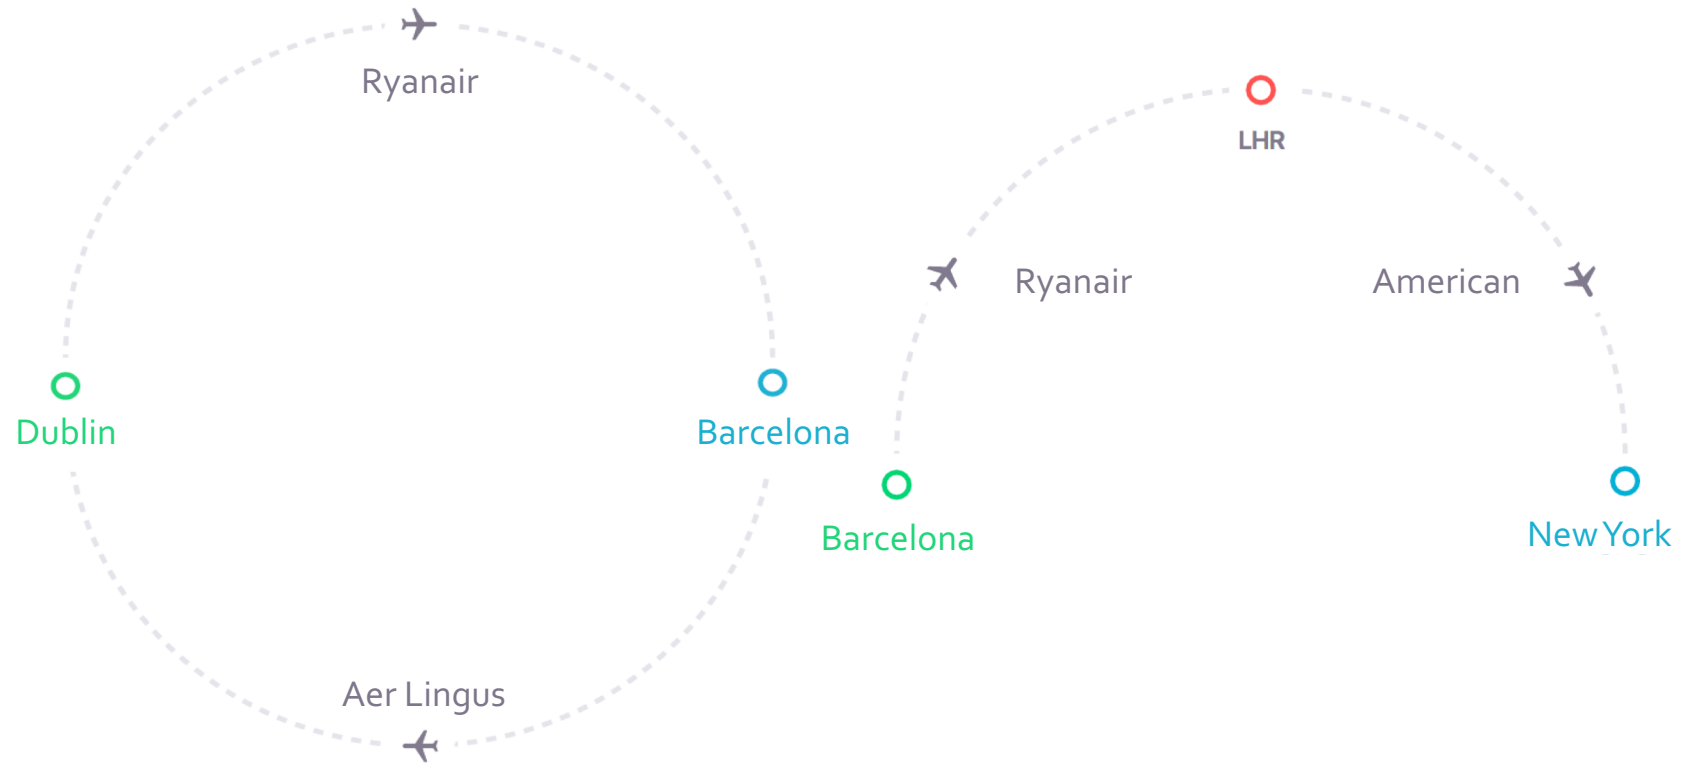 Ryanair
Dublin
Barcelona
Aer Lingus
LHR
Ryanair
American
Barcelona
New York